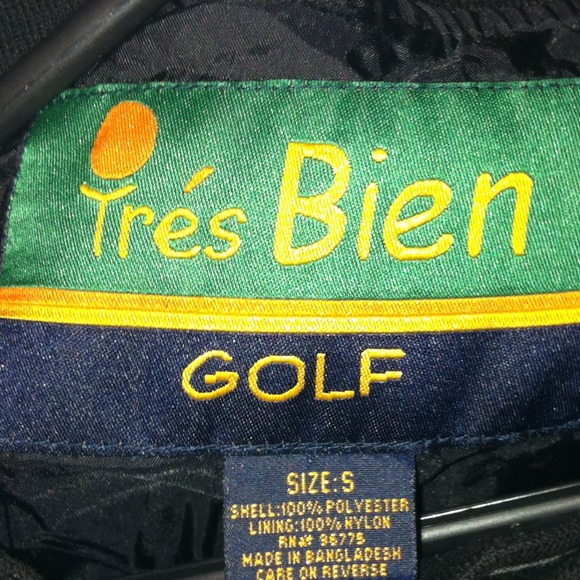 Trés Bien
GOLF
SIZE:S
SHELL:100% POLYESTER
LINING:100% NYLON
RN# 96775
MADE IN BANGLADESH
CARE ON REVERSE